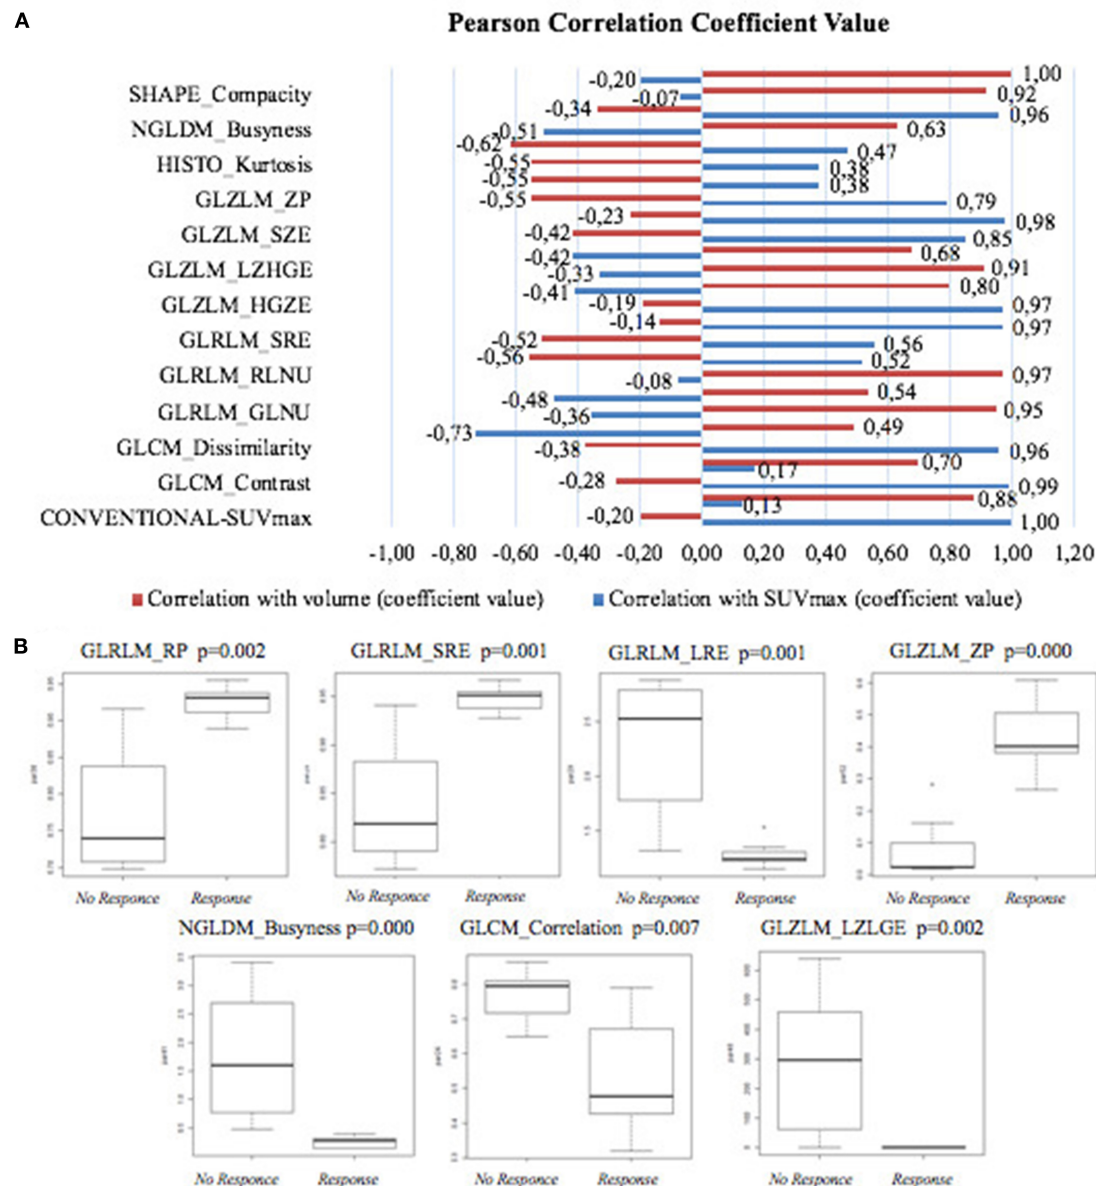 A
Pearson Correlation Coefficient Value
-0,20 1,00
SHAPE_Compacity -0,07 0,92
-0,34 0,96
NGLDM_Busyness -0,51 0,63
-0,62 0,47
HISTO_Kurtosis -0,55 0,38
-0,55 0,38
GLZLM_ZP -0,55 0,79
-0,23 0,98
GLZLM_SZE -0,42 0,85
-0,42 0,68
GLZLM_LZHGE -0,33 0,91
-0,41 0,80
GLZLM_HGZE -0,19 0,97
-0,14 0,97
GLRLM_SRE -0,52 0,56
-0,56 0,52
GLRLM_RLNU -0,08 0,97
-0,48 0,54
GLRLM_GLNU -0,36 0,95
-0,73 0,49
GLCM_Dissimilarity -0,38 0,96
0,17 0,70
GLCM_Contrast -0,28 0,99
0,13 0,88
CONVENTIONAL-SUVmax -0,20 1,00
-1,00 -0,80 -0,60 -0,40 -0,20 0,00 0,20 0,40 0,60 0,80 1,00 1,20
Correlation with volume (coefficient value) Correlation with SUVmax (coefficient value)
B
GLRLM_RP p=0.002 GLRLM_SRE p=0.001 GLRLM_LRE p=0.001 GLZLM_ZP p=0.000
No Responce Response No Responce Response No Responce Response No Responce Response
NGLDM_Busyness p=0.000 GLCM_Correlation p=0.007 GLZLM_LZLGE p=0.002
No Responce Response No Responce Response No Responce Response